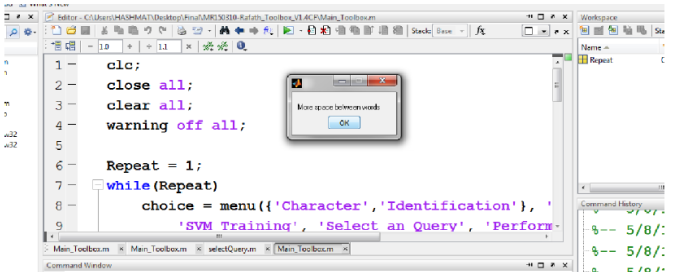 Editor - C:\Users\HASHMAT\Desktop\Final\MR150310-Rafath_Toolbox_V1.4CF\Main_Toolbox.m
Workspace
Stack: Base
fx
- 1.0 + ÷ 1.1 ×
Name
Repeat
1 - clc;
2 - close all;
3 - clear all;
4 - warning off all;
5
6 - Repeat = 1;
7 - while(Repeat)
8 - choice = menu({'Character','Identification'}, '
9 'SVM Training', 'Select an Query', 'Perform
More space between words
OK
Command History
%-- 5/8/
%-- 5/8/
Main_Toolbox.m × Main_Toolbox.m × selectQuery.m × Main_Toolbox.m ×
Command Window